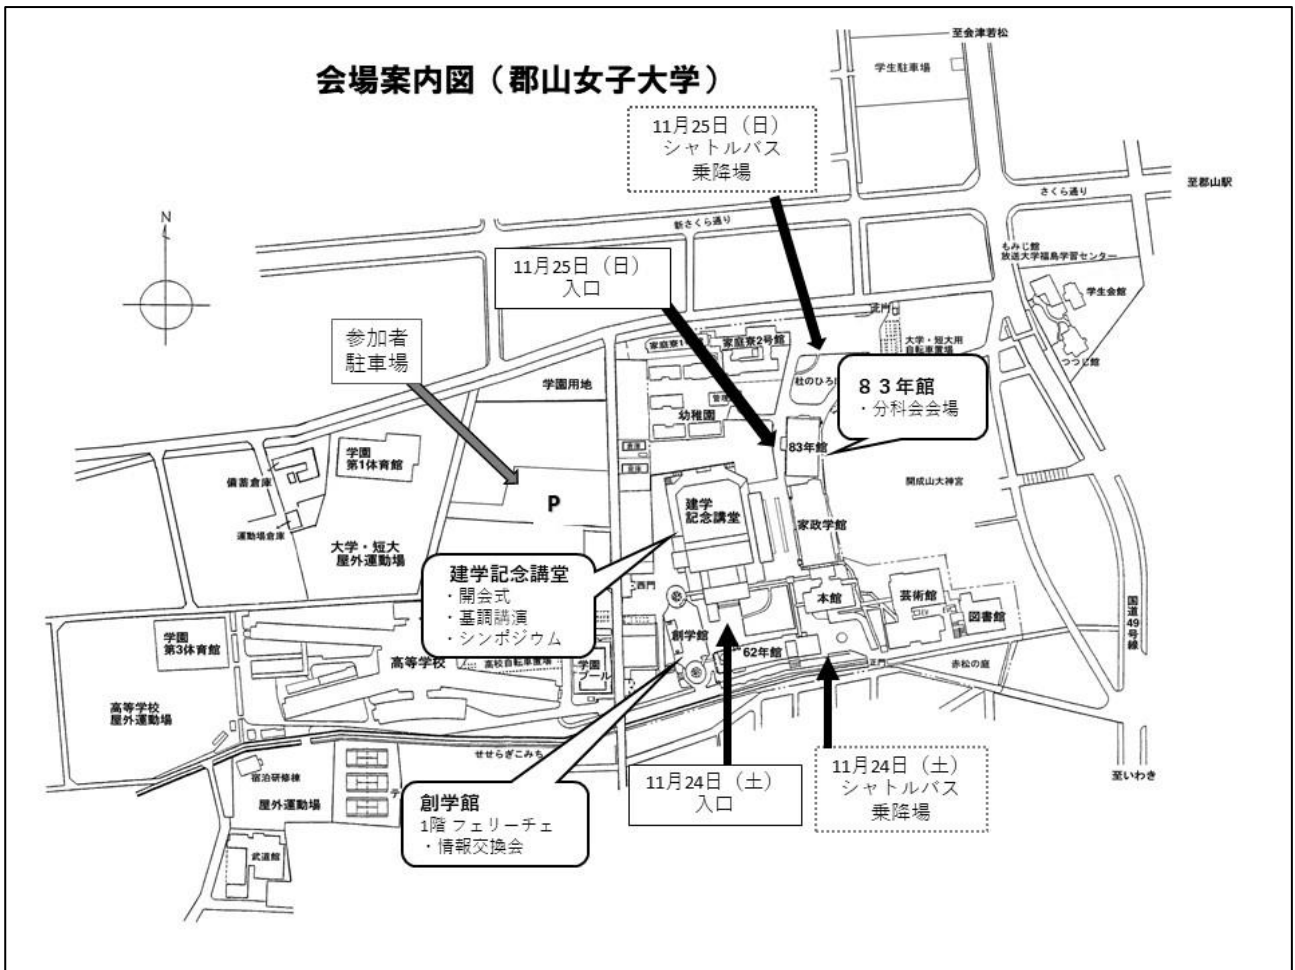 至会津若松
会場案内図（郡山女子大学）
学生駐車場
11月25日（日）
シャトルバス
乗降場
至郡山駅
さくら通り
N
新さくら通り
もみじ館
放送大学福島学習センター
11月25日（日）
入口
学生会館
北門
参加者
駐車場
家庭寮1号館
家庭寮2号館
大学・短大用
自転車置場
つつじ館
学園用地
杜のひろ
８３年館
・分科会会場
管理
幼稚園
学園
第1体育館
倉庫
83年館
倉庫
備蓄倉庫
開成山大神宮
P
建学
記念講堂
家政学館
運動場倉庫
大学・短大
屋外運動場
建学記念講堂
・開会式
・基調講演
・シンポジウム
西門
本館
芸術館
図書館
国道49号線
学園
第3体育館
創学館
62年館
高等学校
高校自転車置場
学園
プール
正門
赤松の庭
高等学校
屋外運動場
せせらぎこみち
宿泊研修棟
屋外運動場
テ
11月24日（土）
入口
11月24日（土）
シャトルバス
乗降場
至いわき
創学館
1階 フェリーチェ
・情報交換会
武道館